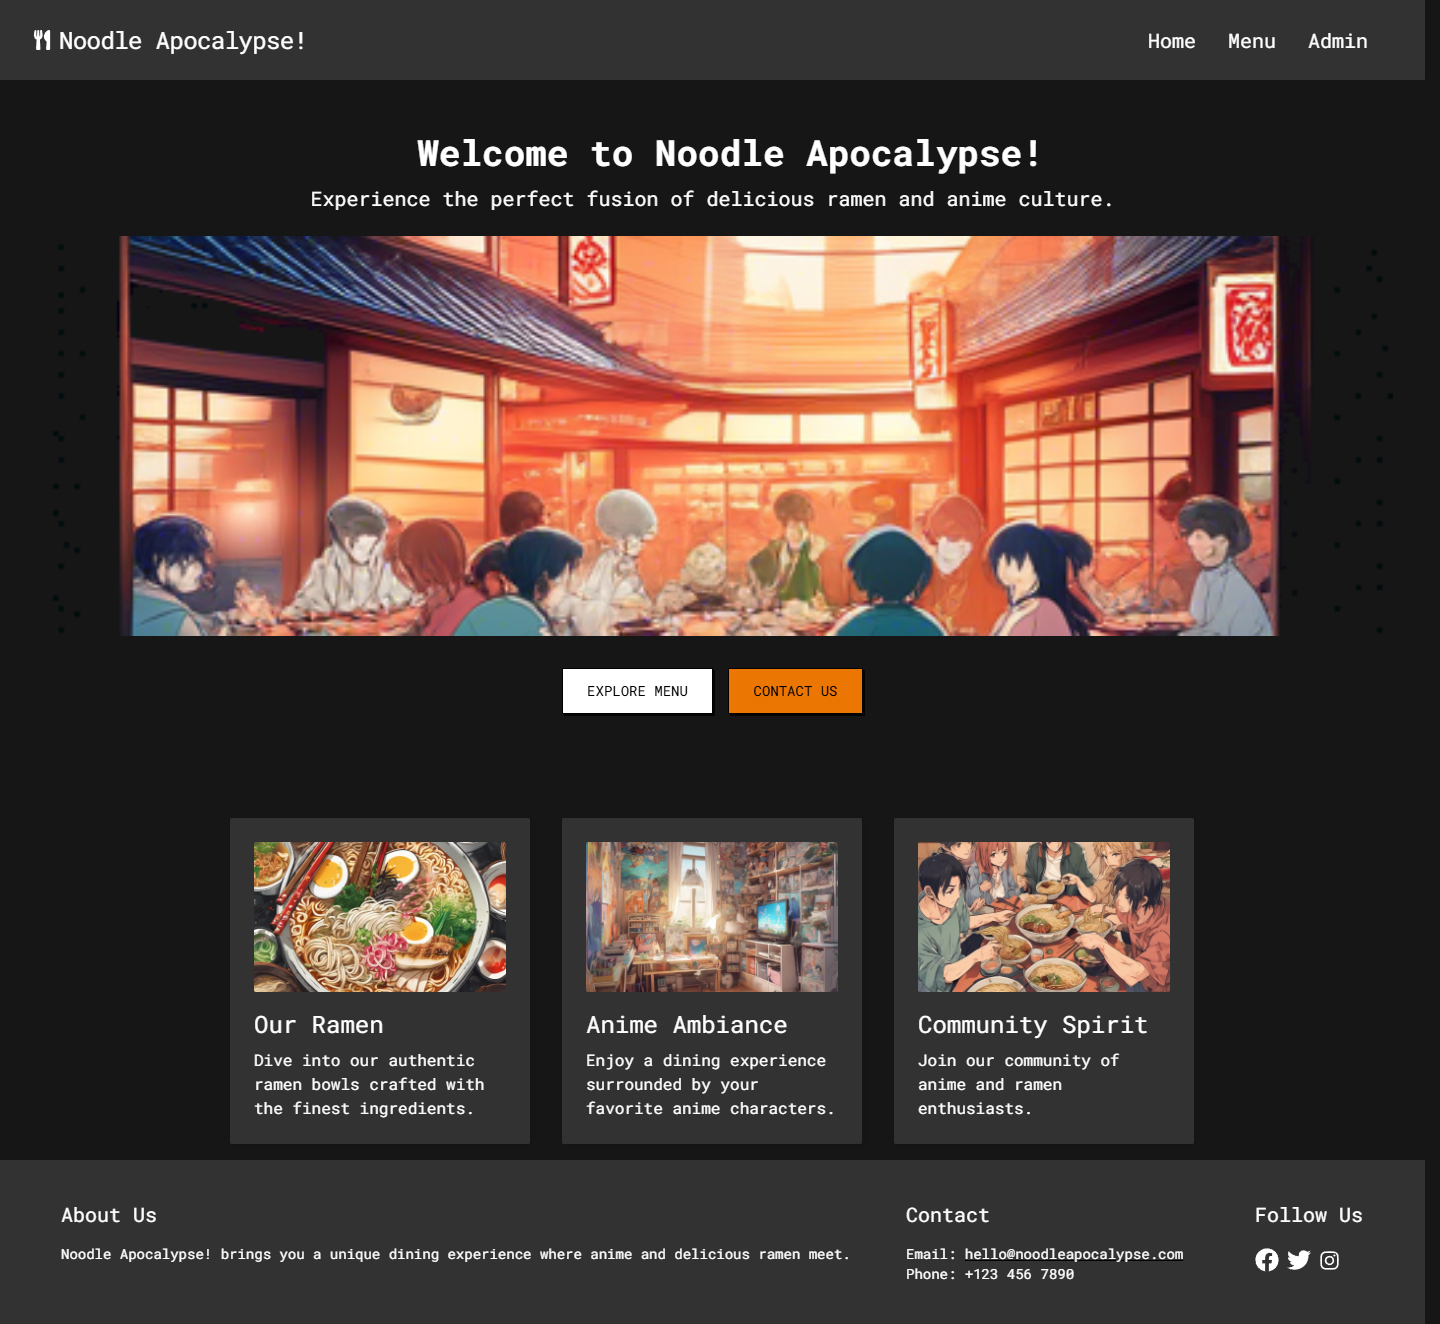 Noodle Apocalypse!
Home Menu Admin
Welcome to Noodle Apocalypse!
Experience the perfect fusion of delicious ramen and anime culture.
EXPLORE MENU CONTACT US
Our Ramen
Dive into our authentic
ramen bowls crafted with
the finest ingredients.
Anime Ambiance
Enjoy a dining experience
surrounded by your
favorite anime characters.
Community Spirit
Join our community of
anime and ramen
enthusiasts.
About Us
Noodle Apocalypse! brings you a unique dining experience where anime and delicious ramen meet.
Contact
Email: hello@noodleapocalypse.com
Phone: +123 456 7890
Follow Us